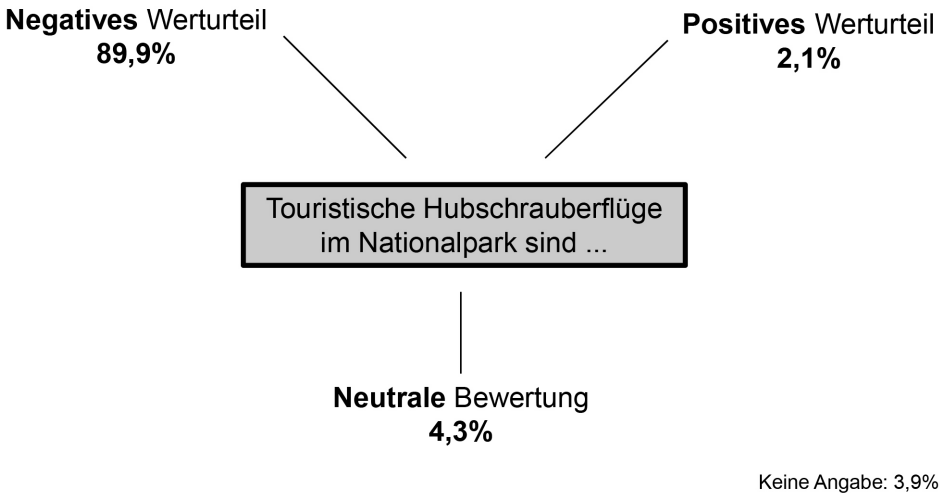 Negatives Werturteil
89,9%
Positives Werturteil
2,1%
Touristische Hubschrauberflüge
im Nationalpark sind ...
Neutrale Bewertung
4,3%
Keine Angabe: 3,9%